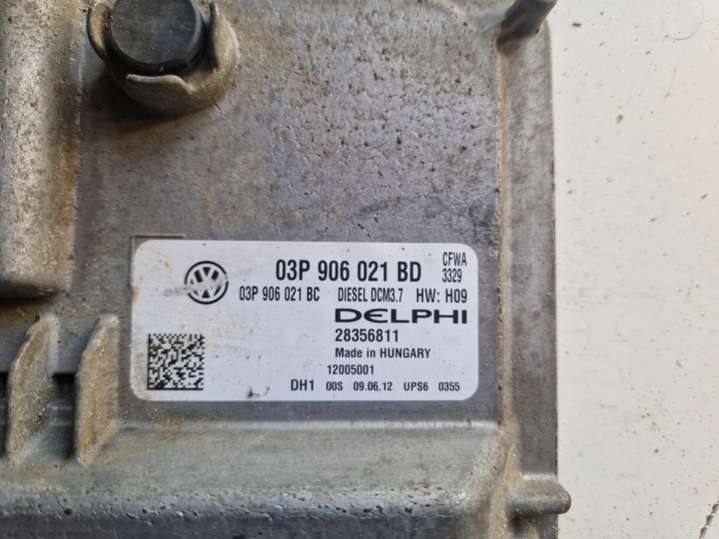 03P 906 021 BD CFWA
3329
03P 906 021 BC DIESEL DCM3.7 HW: H09
DELPHI
28356811
Made in HUNGARY
12005001
DH1 00S 09.06.12 UPS6 0355